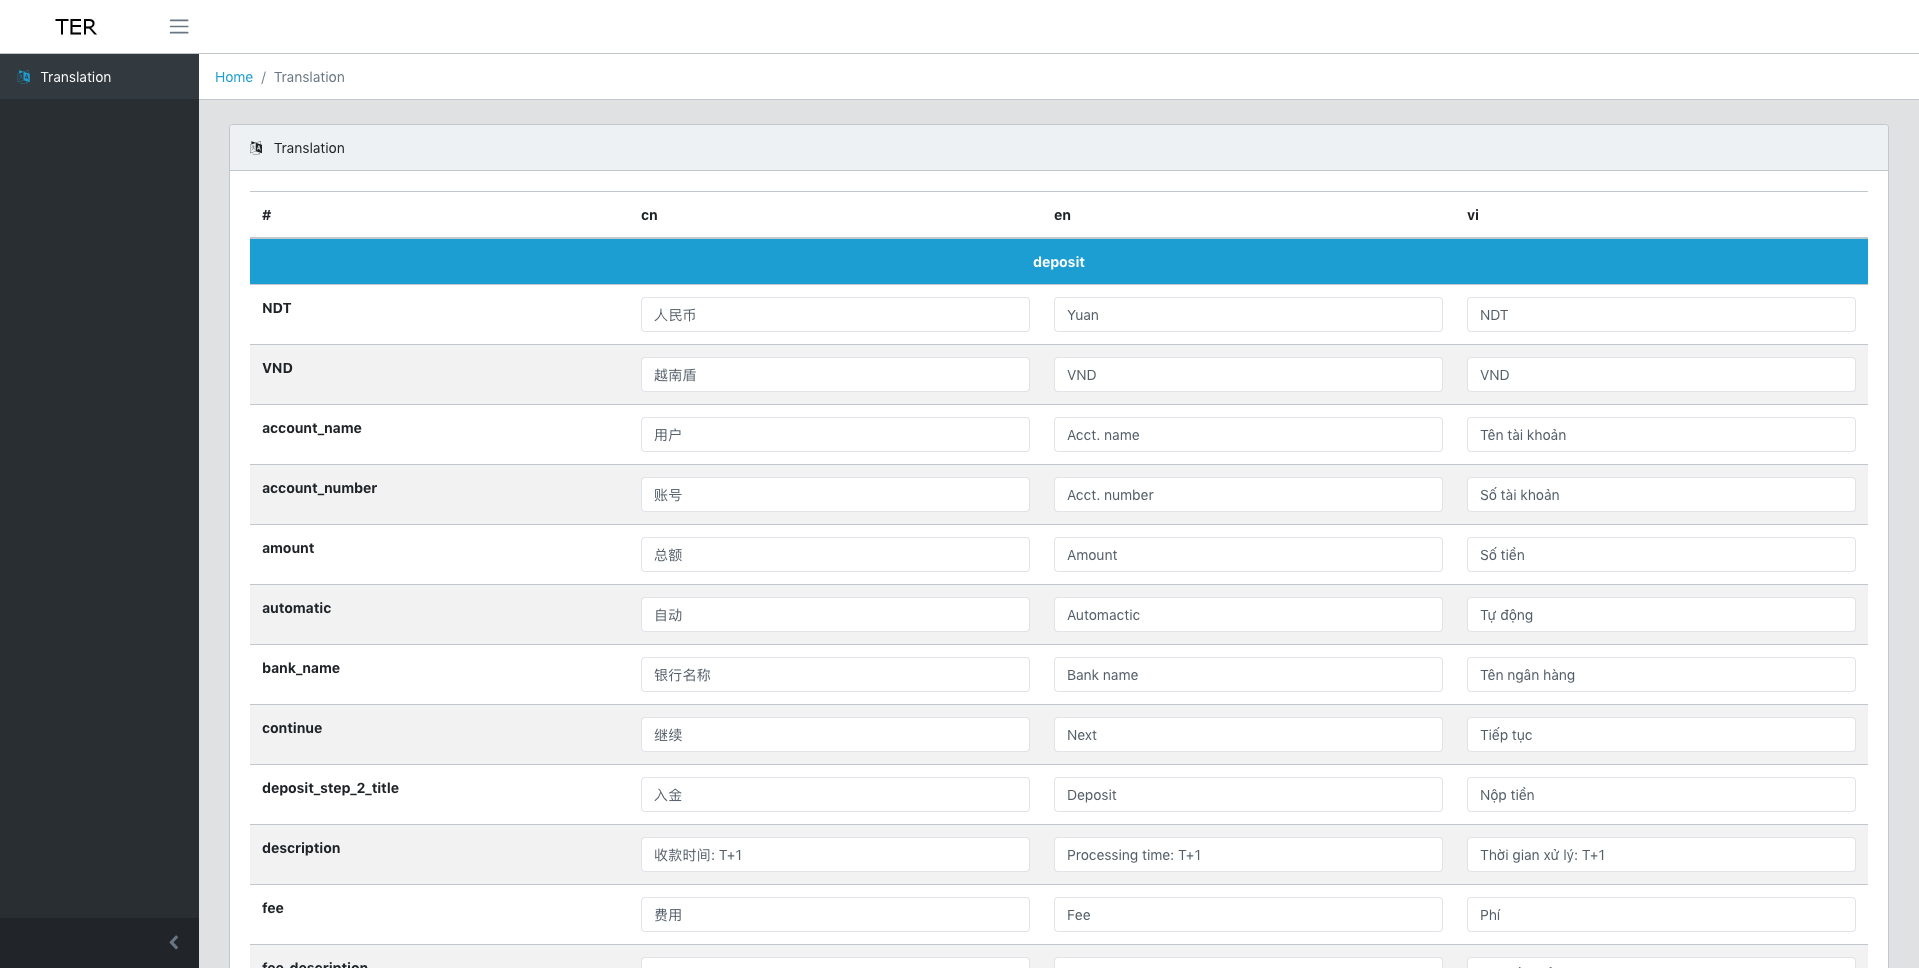 TER
Translation
Home / Translation
Translation
# cn en vi
deposit
NDT 人民币 Yuan NDT
VND 越南盾 VND VND
account_name 用户 Acct. name Tên tài khoản
account_number 账号 Acct. number Số tài khoản
amount 总额 Amount Số tiền
automatic 自动 Automactic Tự động
bank_name 银行名称 Bank name Tên ngân hàng
continue 继续 Next Tiếp tục
deposit_step_2_title 入金 Deposit Nộp tiền
description 收款时间: T+1 Processing time: T+1 Thời gian xử lý: T+1
fee 费用 Fee Phí